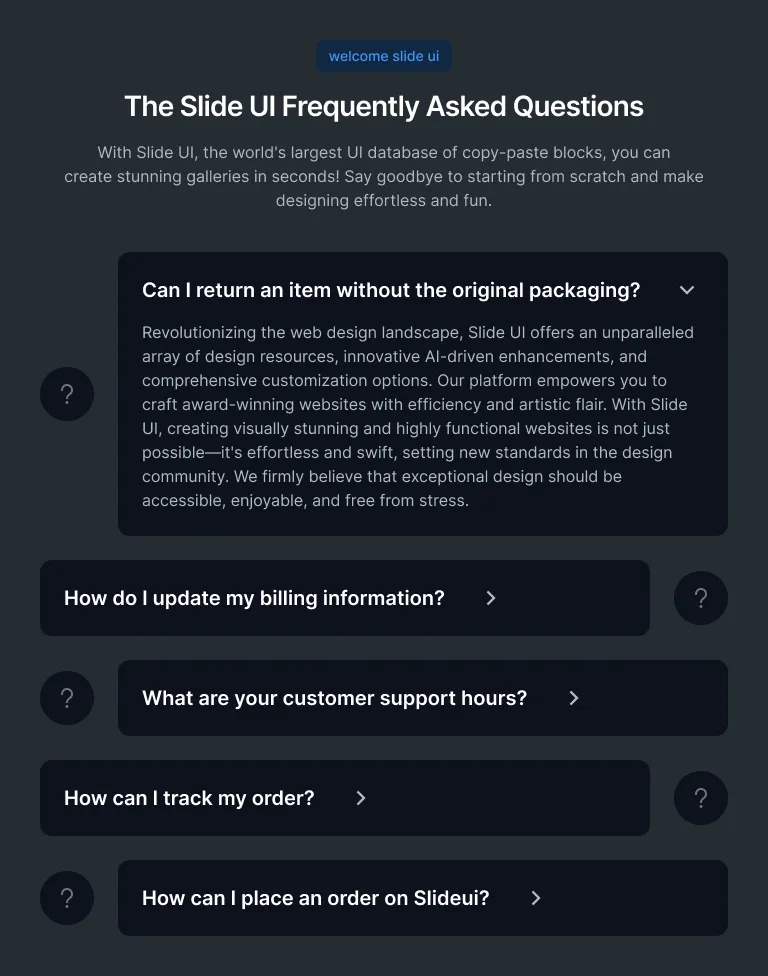 welcome slide ui
The Slide UI Frequently Asked Questions
With Slide UI, the world's largest UI database of copy-paste blocks, you can
create stunning galleries in seconds! Say goodbye to starting from scratch and make
designing effortless and fun.
Can I return an item without the original packaging?
Revolutionizing the web design landscape, Slide UI offers an unparalleled
array of design resources, innovative AI-driven enhancements, and
comprehensive customization options. Our platform empowers you to
craft award-winning websites with efficiency and artistic flair. With Slide
UI, creating visually stunning and highly functional websites is not just
possible—it's effortless and swift, setting new standards in the design
community. We firmly believe that exceptional design should be
accessible, enjoyable, and free from stress.
?
How do I update my billing information?
?
?
What are your customer support hours?
How can I track my order?
?
?
How can I place an order on Slideui?